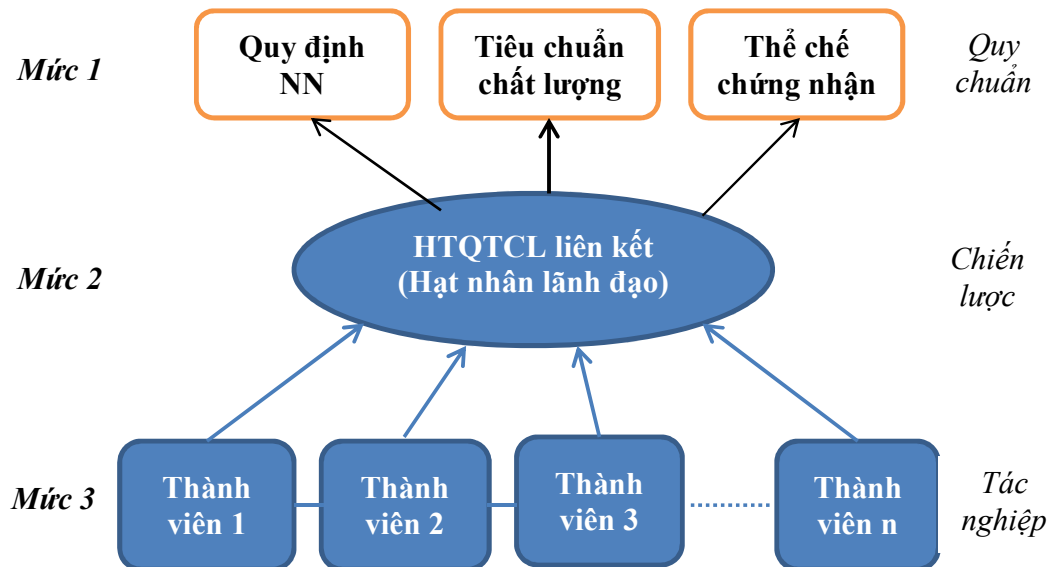 Mức 1
Quy định
NN
Tiêu chuẩn
chất lượng
Thể chế
chứng nhận
Quy
chuẩn
Mức 2
HTQTCL liên kết
(Hạt nhân lãnh đạo)
Chiến
lược
Mức 3
Thành
viên 1
Thành
viên 2
Thành
viên 3
Thành
viên n
Tác
nghiệp